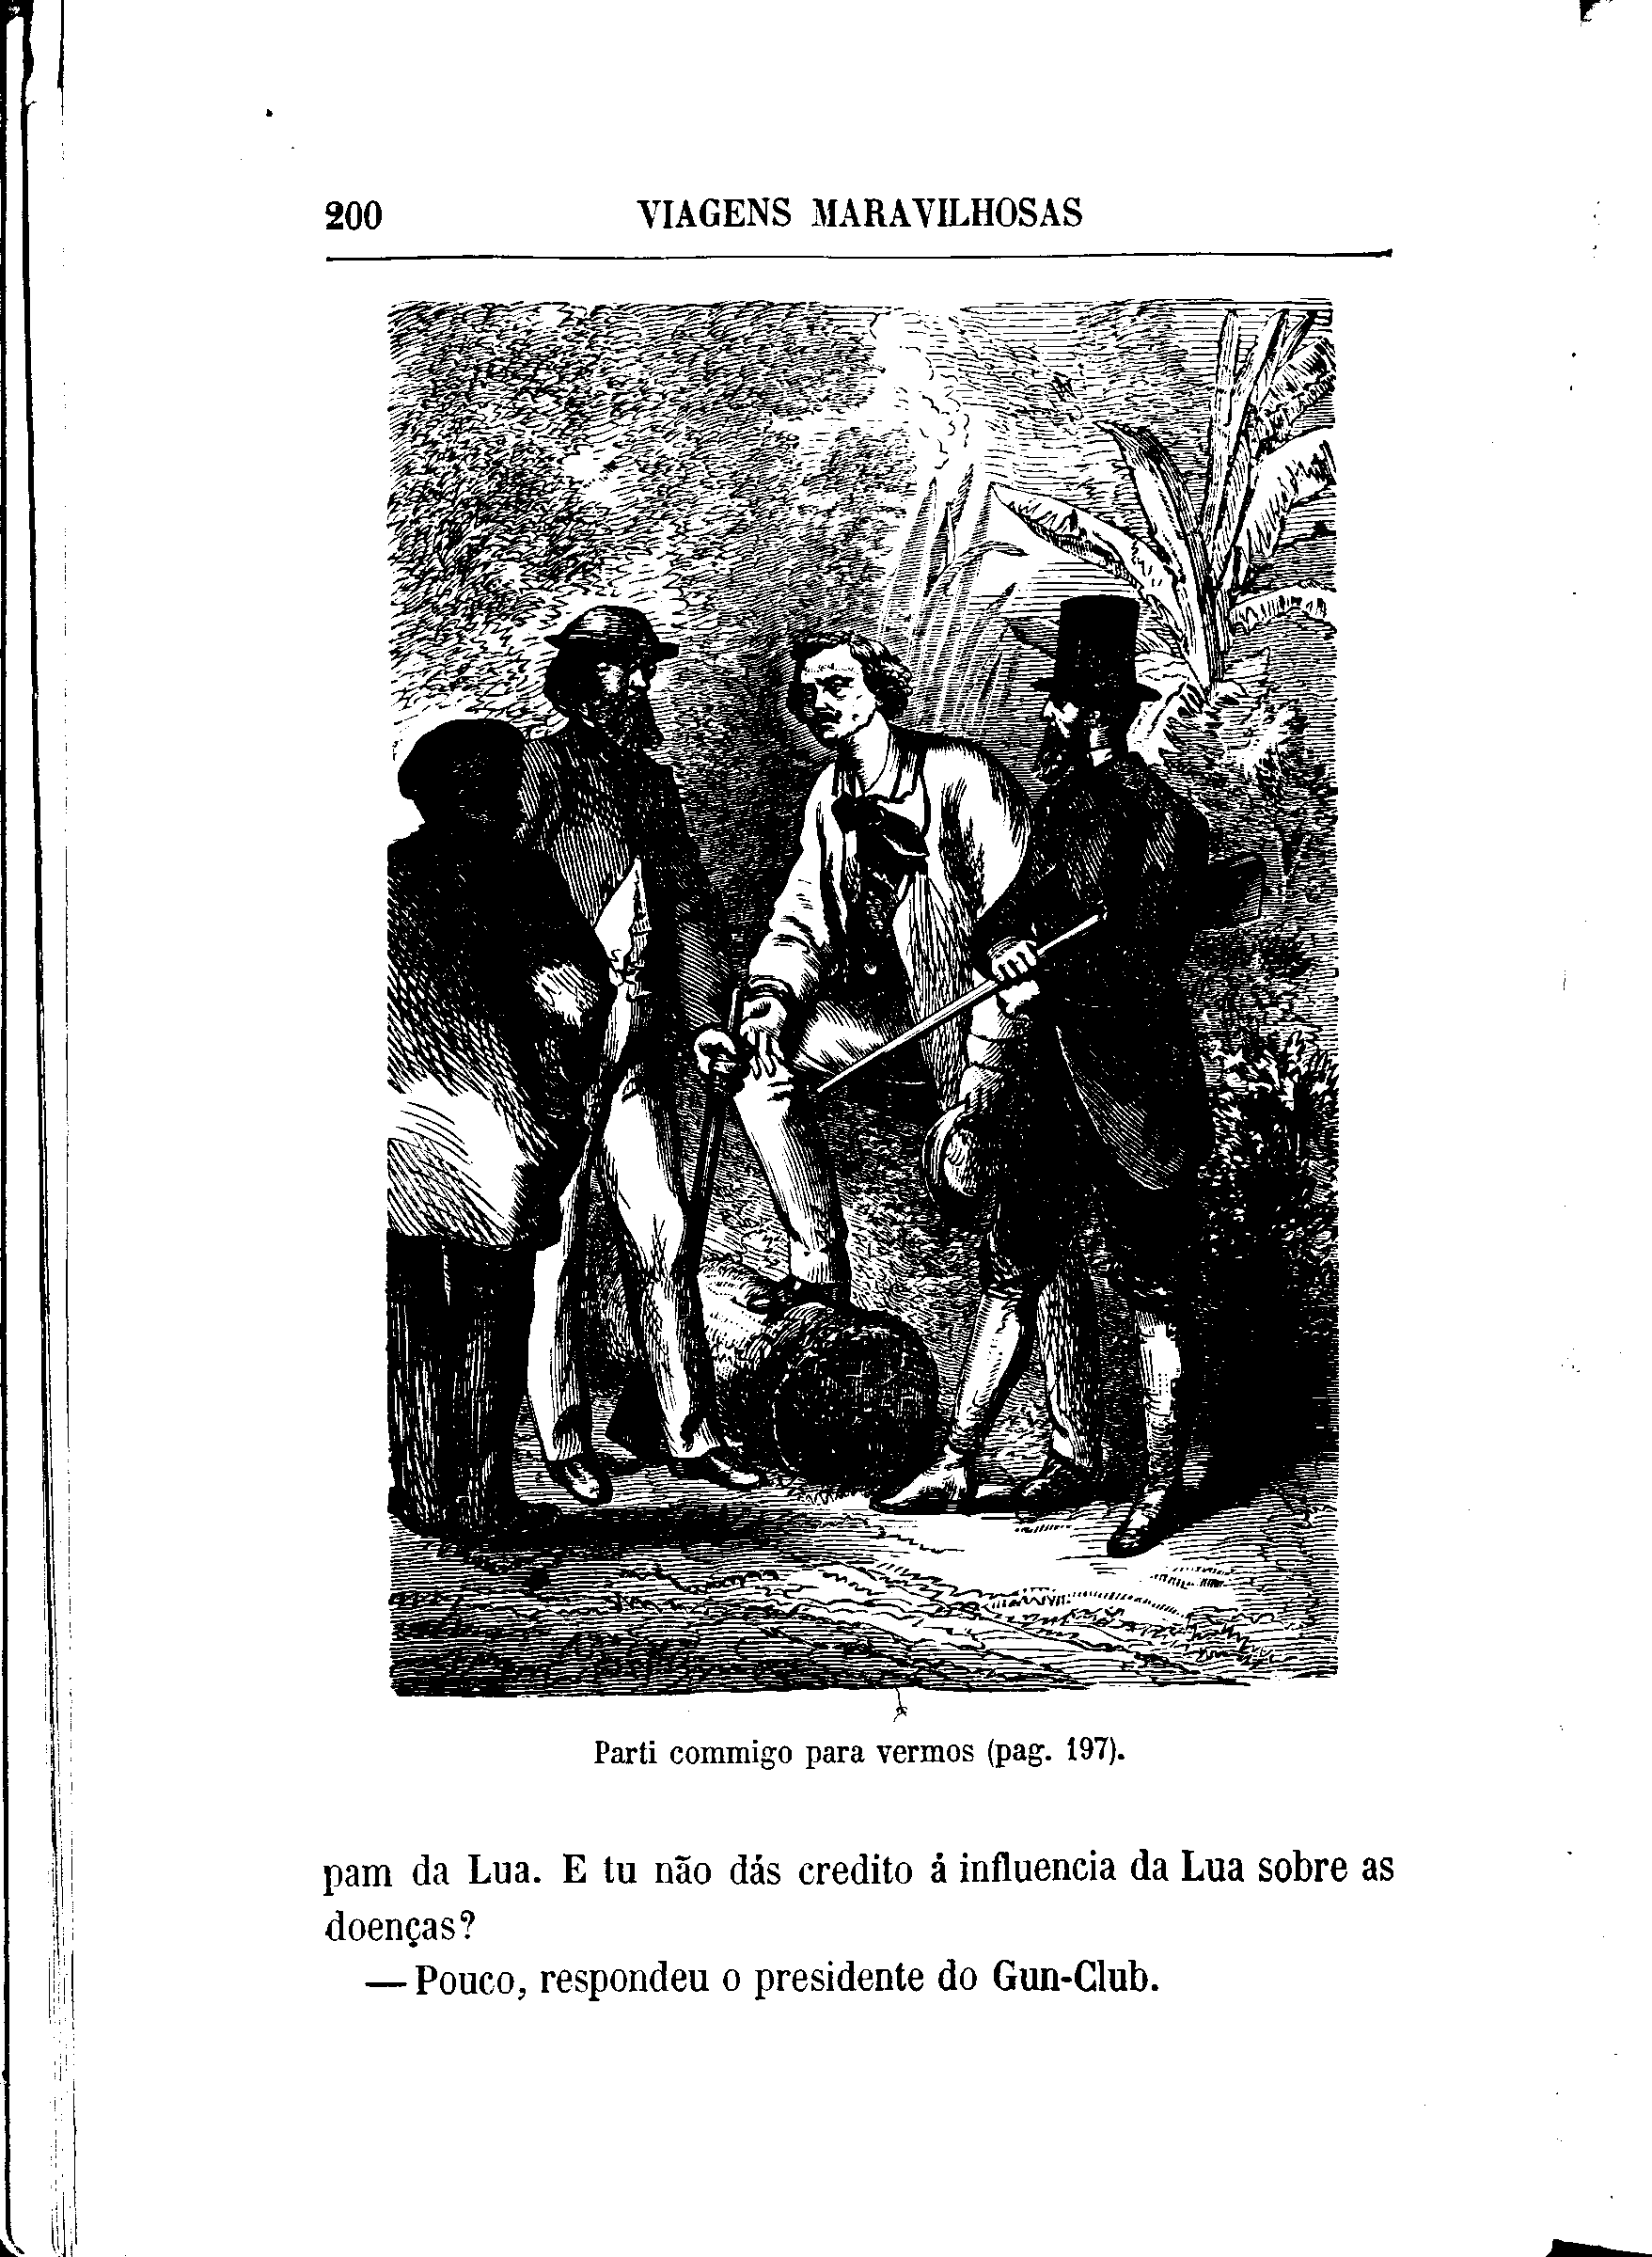 200
VIAGENS MARAVILHOSAS
Parti commigo para vermos (pag. 197).
pam da Lua. E tu não dás credito á influencia da Lua sobre as
doenças?
— Pouco, respondeu o presidente do Gun-Club.